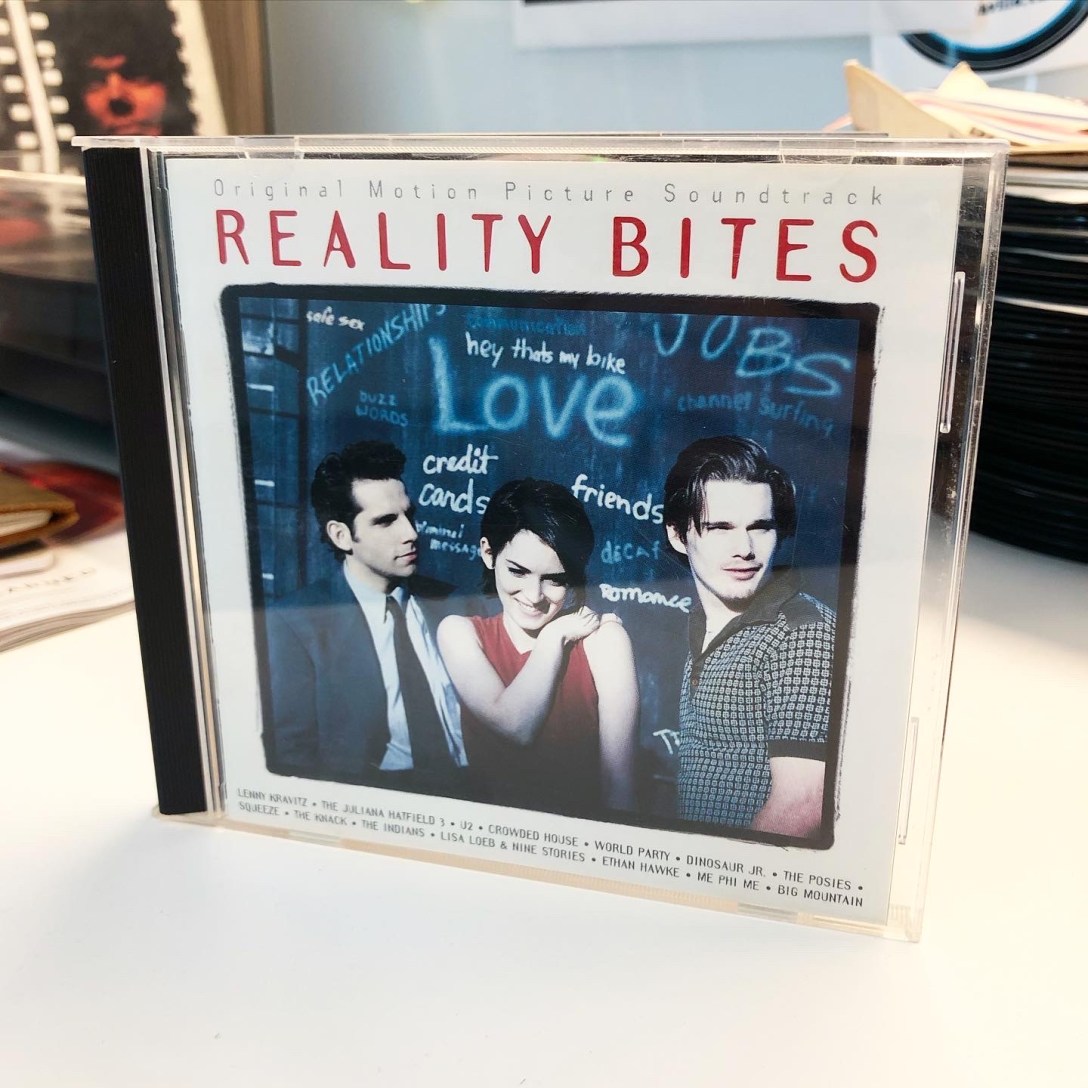 Original Motion Picture Soundtrack
REALITY BITES
safe sex
RELATIONSHIPS
communication
hey thats my bike
JOBS
LOVe
buzz
WORDS
channel surfing
credit
cards
friends
message
decaf
ROMANCE
LENNY KRAVITZ • THE JULIANA HATFIELD 3 • U2 • CROWDED HOUSE • WORLD PARTY • DINOSAUR JR. • THE POSIES •
SQUEEZE • THE KNACK • THE INDIANS • LISA LOEB & NINE STORIES • ETHAN HAWKE • ME PHI ME • BIG MOUNTAIN